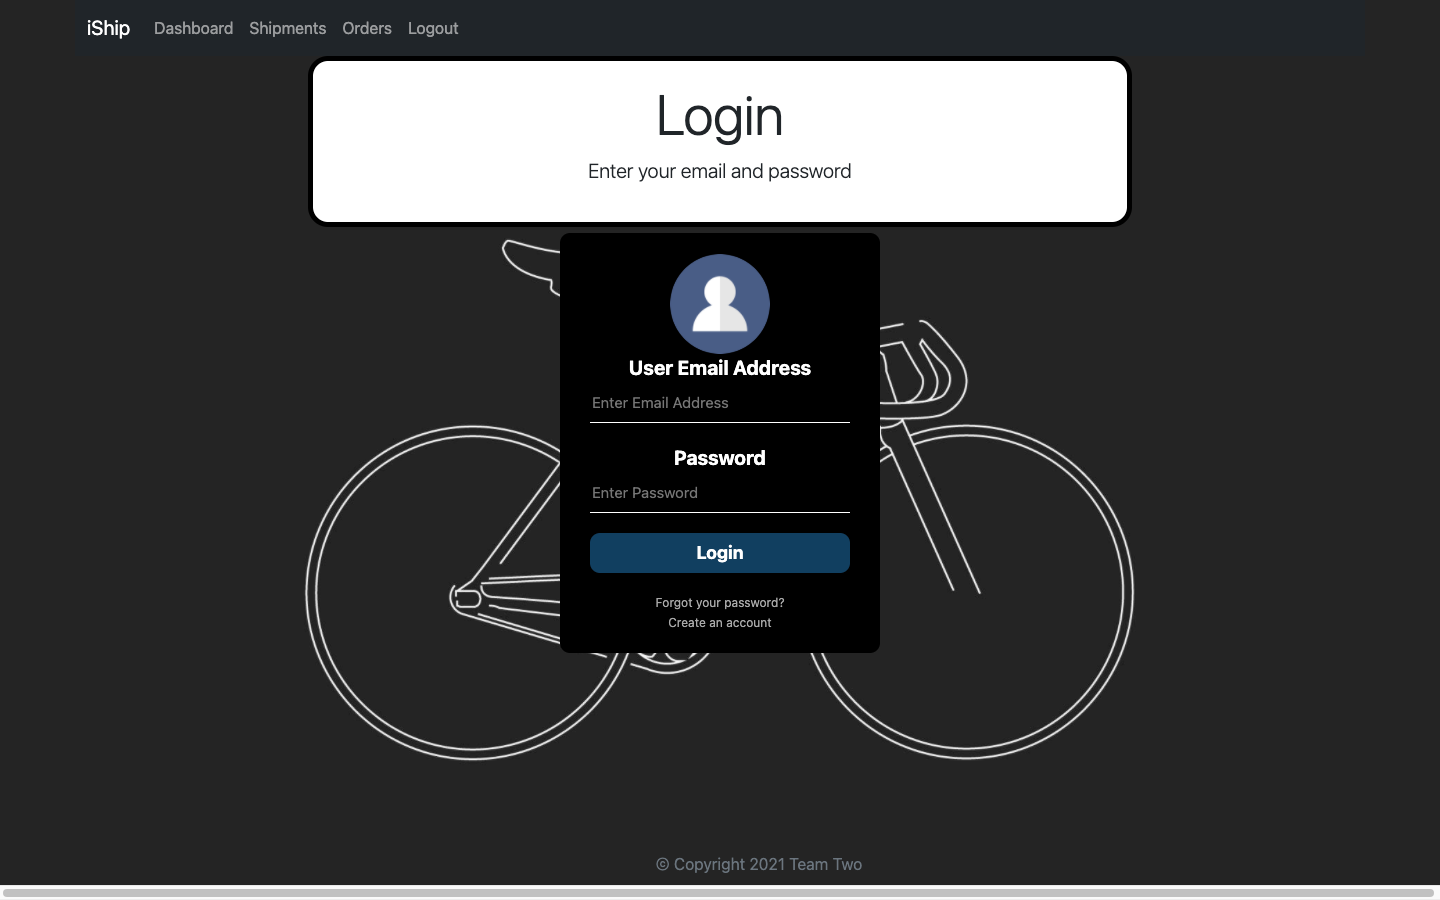 iShip Dashboard Shipments Orders Logout
Login
Enter your email and password
User Email Address
Enter Email Address
Password
Enter Password
Login
Forgot your password?
Create an account
© Copyright 2021 Team Two